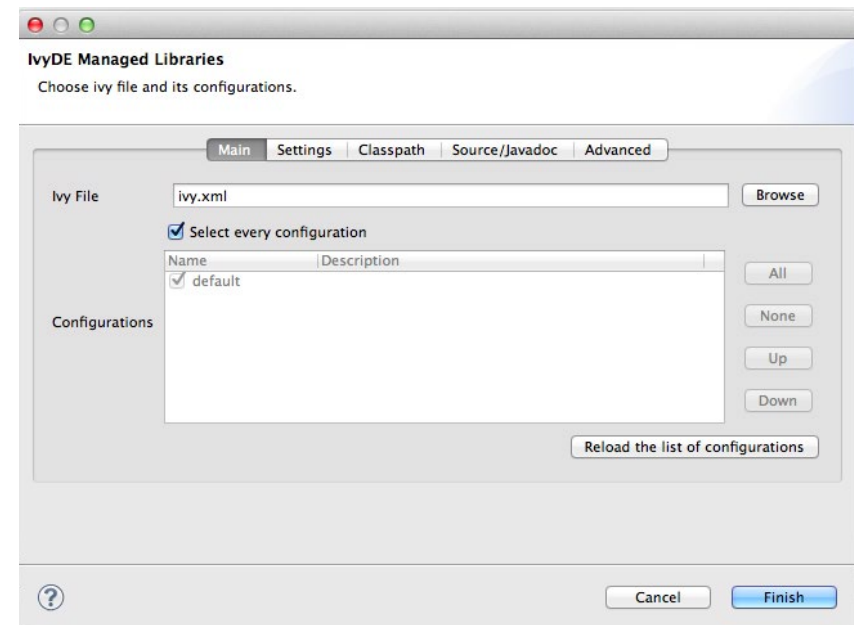 IvyDE Managed Libraries
Choose ivy file and its configurations.
Main Settings Classpath Source/Javadoc Advanced
Ivy File ivy.xml Browse
Select every configuration
Name Description
default
All
Configurations
None
Up
Down
Reload the list of configurations
? Cancel Finish